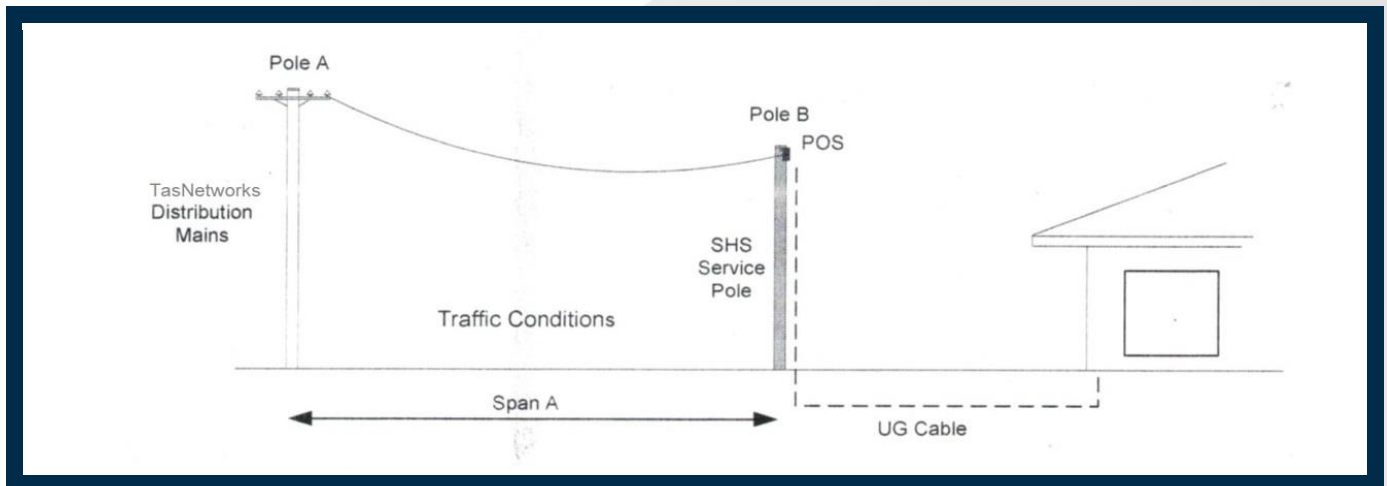 Pole A
Pole B
POS
TasNetworks
Distribution
Mains
SHS
Service
Pole
Traffic Conditions
Span A
UG Cable